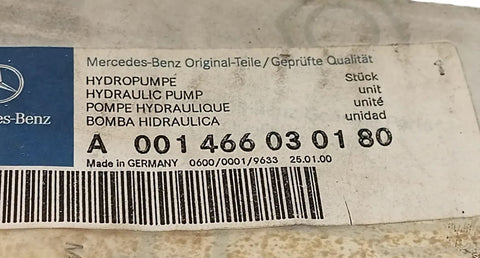 Mercedes-Benz Original-Teile/Geprüfte Qualität
HYDROPUMPE Stück
HYDRAULIC PUMP unit
POMPE HYDRAULIQUE unité
BOMBA HIDRAULICA unidad
des-Benz
A 001 466 03 01 80
Made in GERMANY 0600/0001/9633 25.01.00